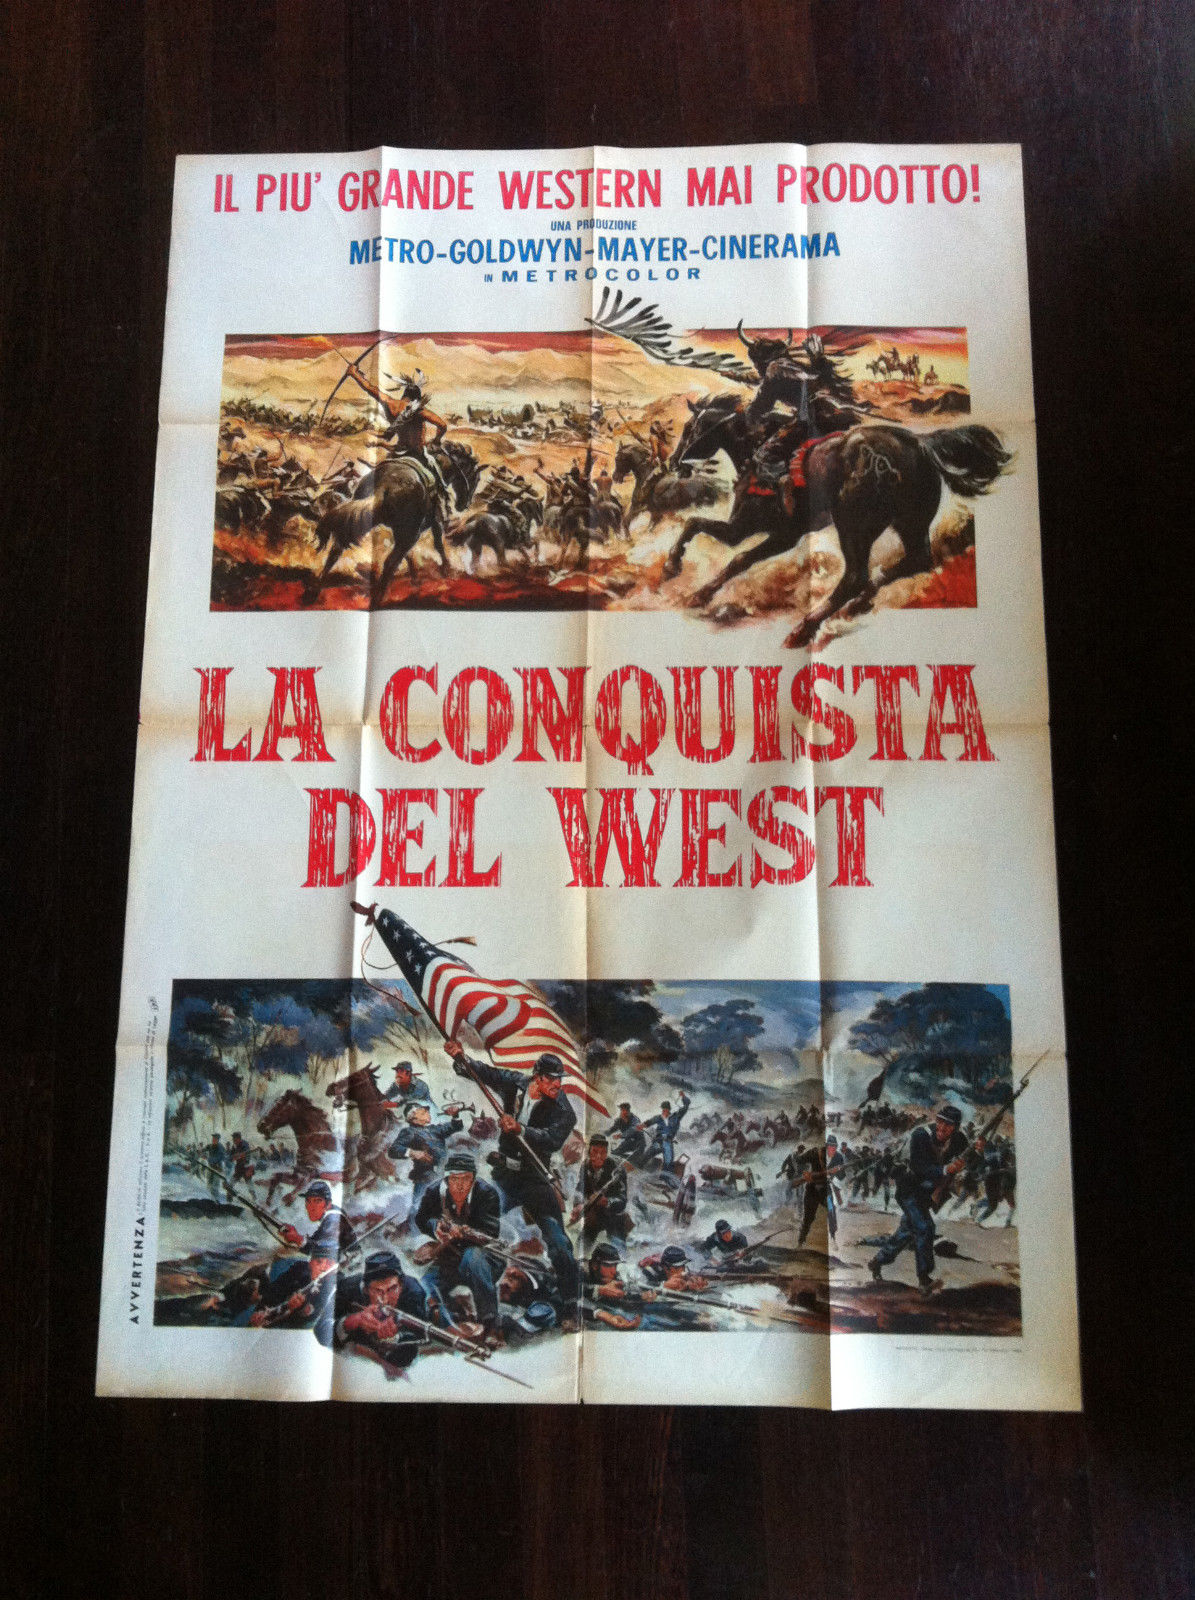 IL PIU' GRANDE WESTERN MAI PRODOTTO!
UNA PRODUZIONE
METRO-GOLDWYN-MAYER-CINERAMA
IN METROCOLOR
LA CONQUISTA
DEL WEST
AVVERTENZA